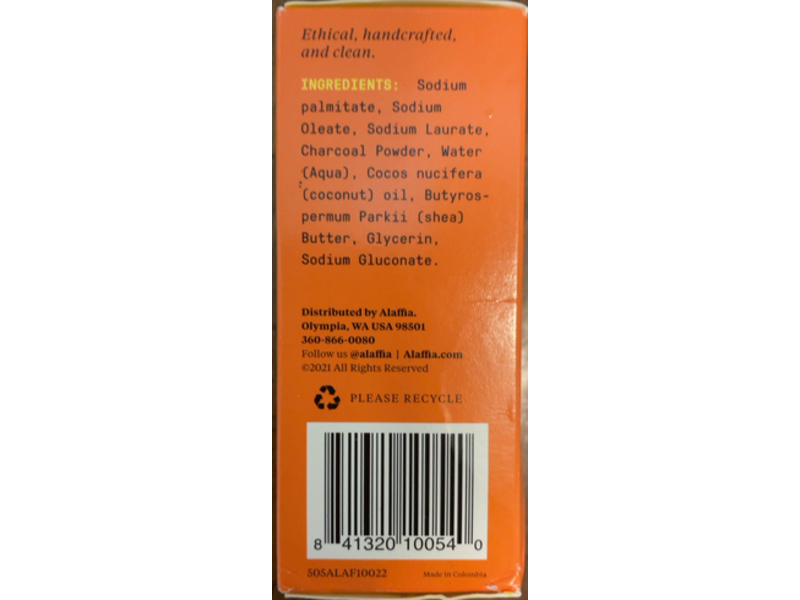 Ethical, handcrafted,
and clean.
INGREDIENTS: Sodium
palmitate, Sodium
Oleate, Sodium Laurate,
Charcoal Powder, Water
(Aqua), Cocos nucifera
(coconut) oil, Butyros-
permum Parkii (shea)
Butter, Glycerin,
Sodium Gluconate.
Distributed by Alaffia.
Olympia, WA USA 98501
360-866-0080
Follow us @alaffia | Alaffia.com
©2021 All Rights Reserved
PLEASE RECYCLE
8 41320 10054 0
505ALAF10022 Made in Colombia